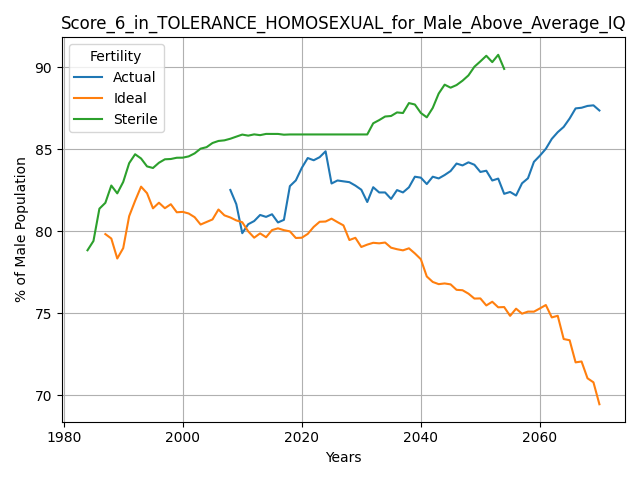 Score_6_in_TOLERANCE_HOMOSEXUAL_for_Male_Above_Average_IQ
Fertility
Actual
Ideal
Sterile
90
85
80
75
70
% of Male Population
1980
2000
2020
2040
2060
Years